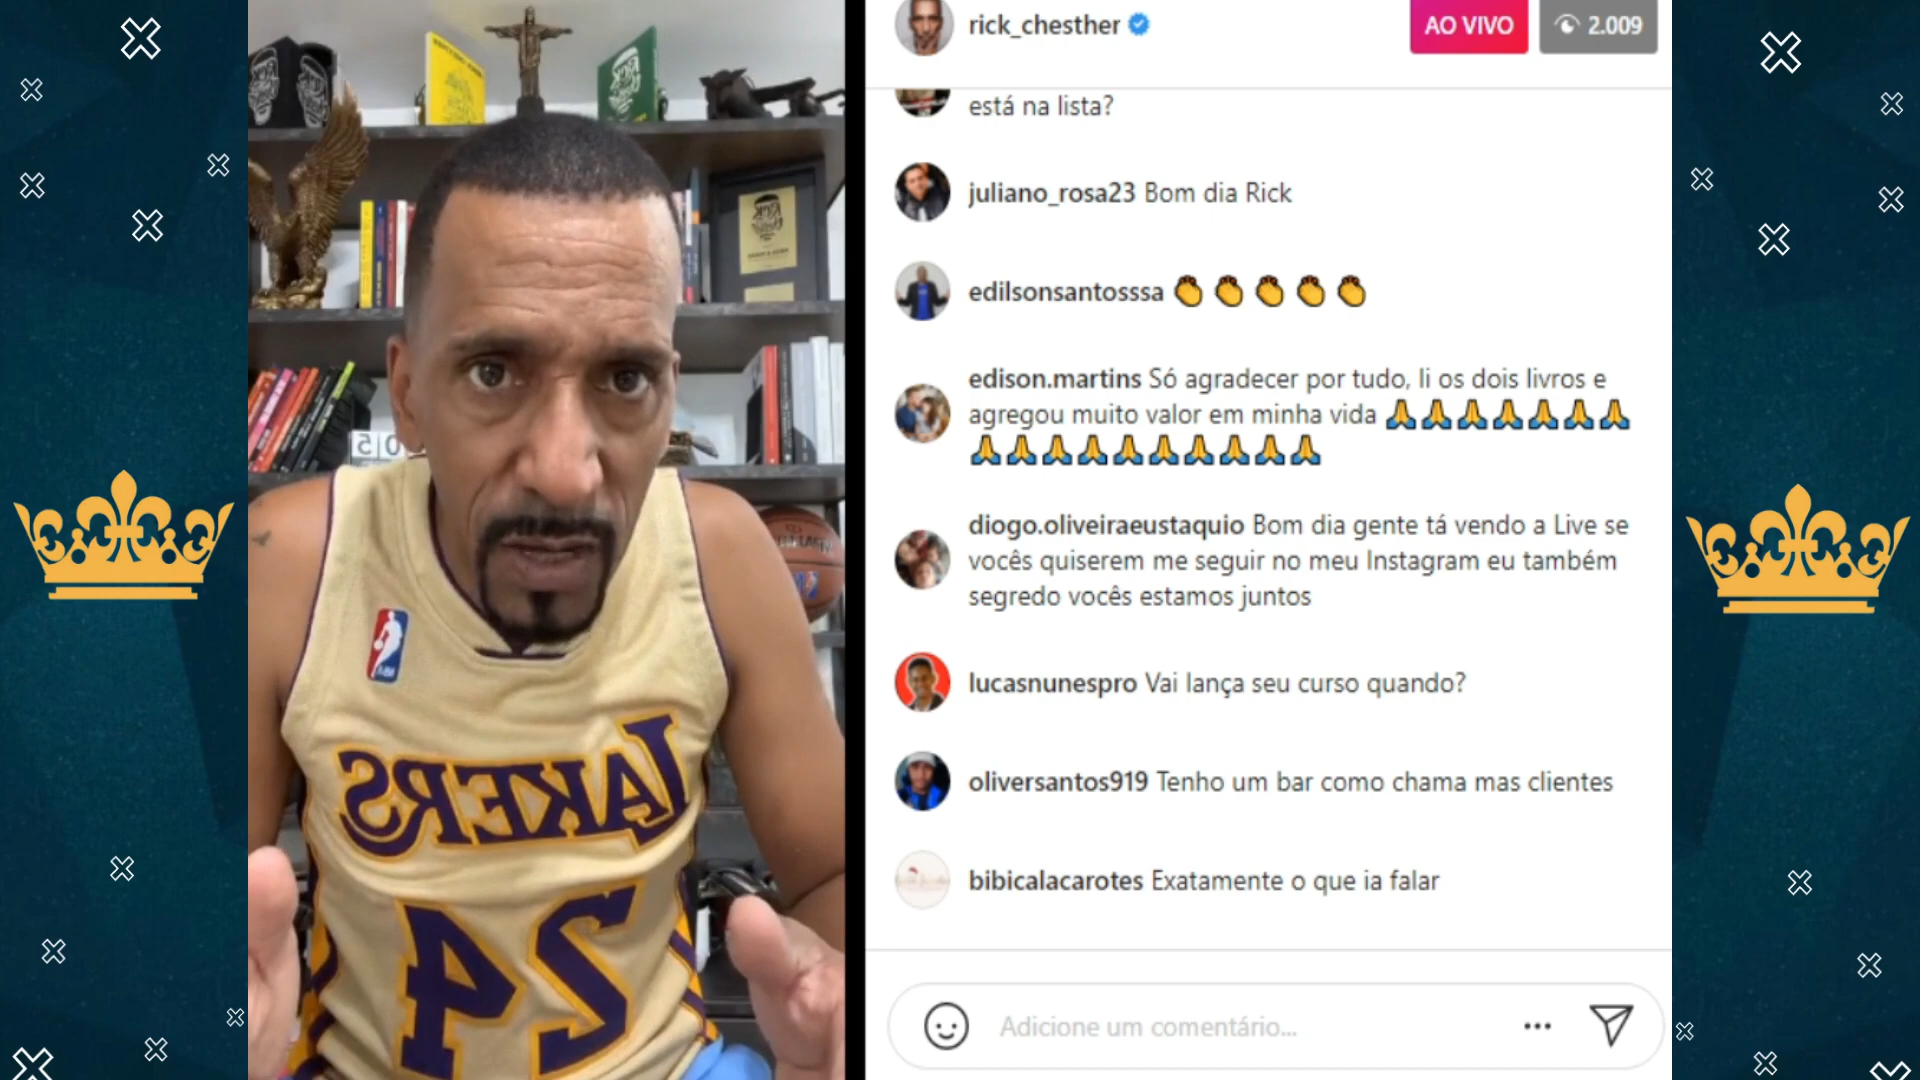 rick_chesther
AO VIVO
2.009
está na lista?
juliano_rosa23 Bom dia Rick
edilsonsantosssa 👏👏👏👏👏
edison.martins Só agradecer por tudo, li os dois livros e
agregou muito valor em minha vida 🙏🙏🙏🙏🙏🙏🙏
🙏🙏🙏🙏🙏🙏🙏🙏🙏🙏
diogo.oliveiraeustaquio Bom dia gente tá vendo a Live se
vocês quiserem me seguir no meu Instagram eu também
segredo vocês estamos juntos
lucasnunespro Vai lança seu curso quando?
oliversantos919 Tenho um bar como chama mas clientes
bibicalacarotes Exatamente o que ia falar
Adicione um comentário...
LAKERS
24